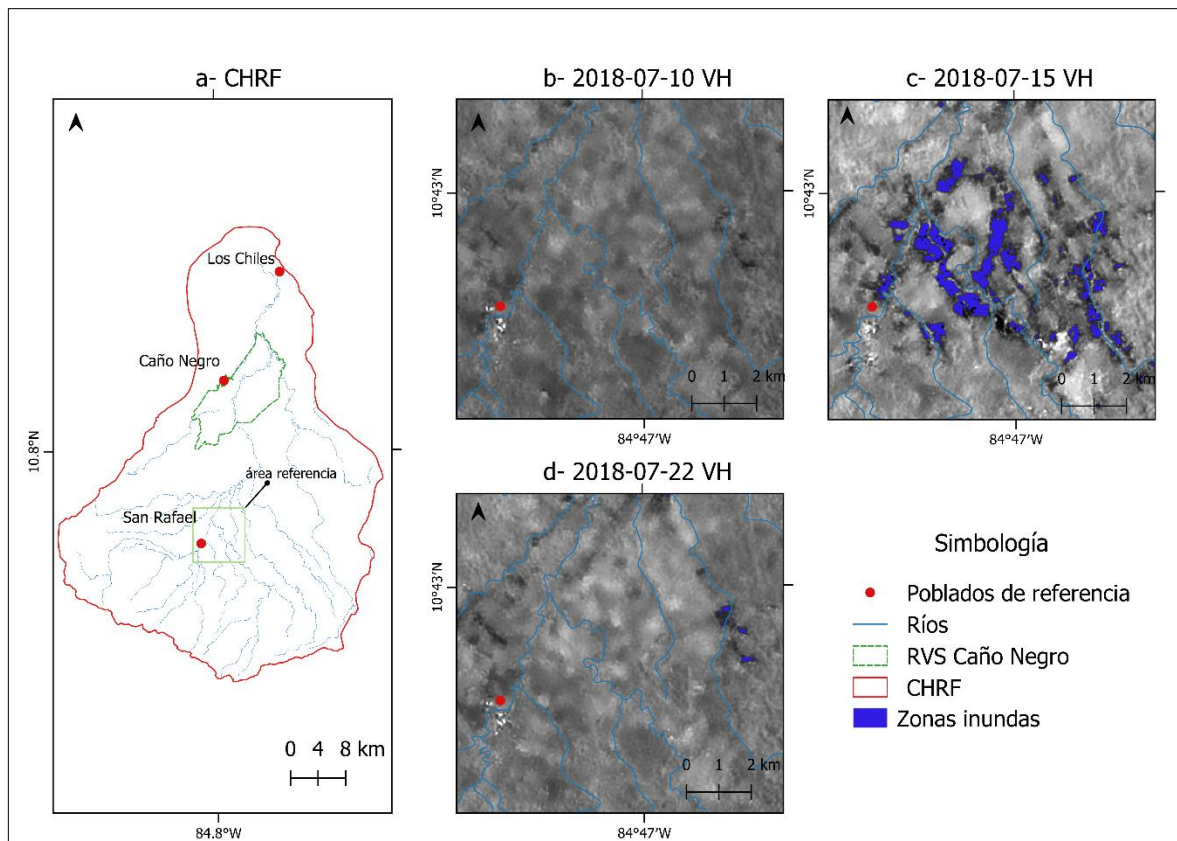 a- CHRF
Los Chiles
Caño Negro
área referencia
San Rafael
10.8°N
84.8°W
0 4 8 km
b- 2018-07-10 VH
10°43'N
84°47'W
0 1 2 km
c- 2018-07-15 VH
10°43'N
84°47'W
0 1 2 km
d- 2018-07-22 VH
10°43'N
84°47'W
0 1 2 km
Simbología
Poblados de referencia
Ríos
RVS Caño Negro
CHRF
Zonas inundas